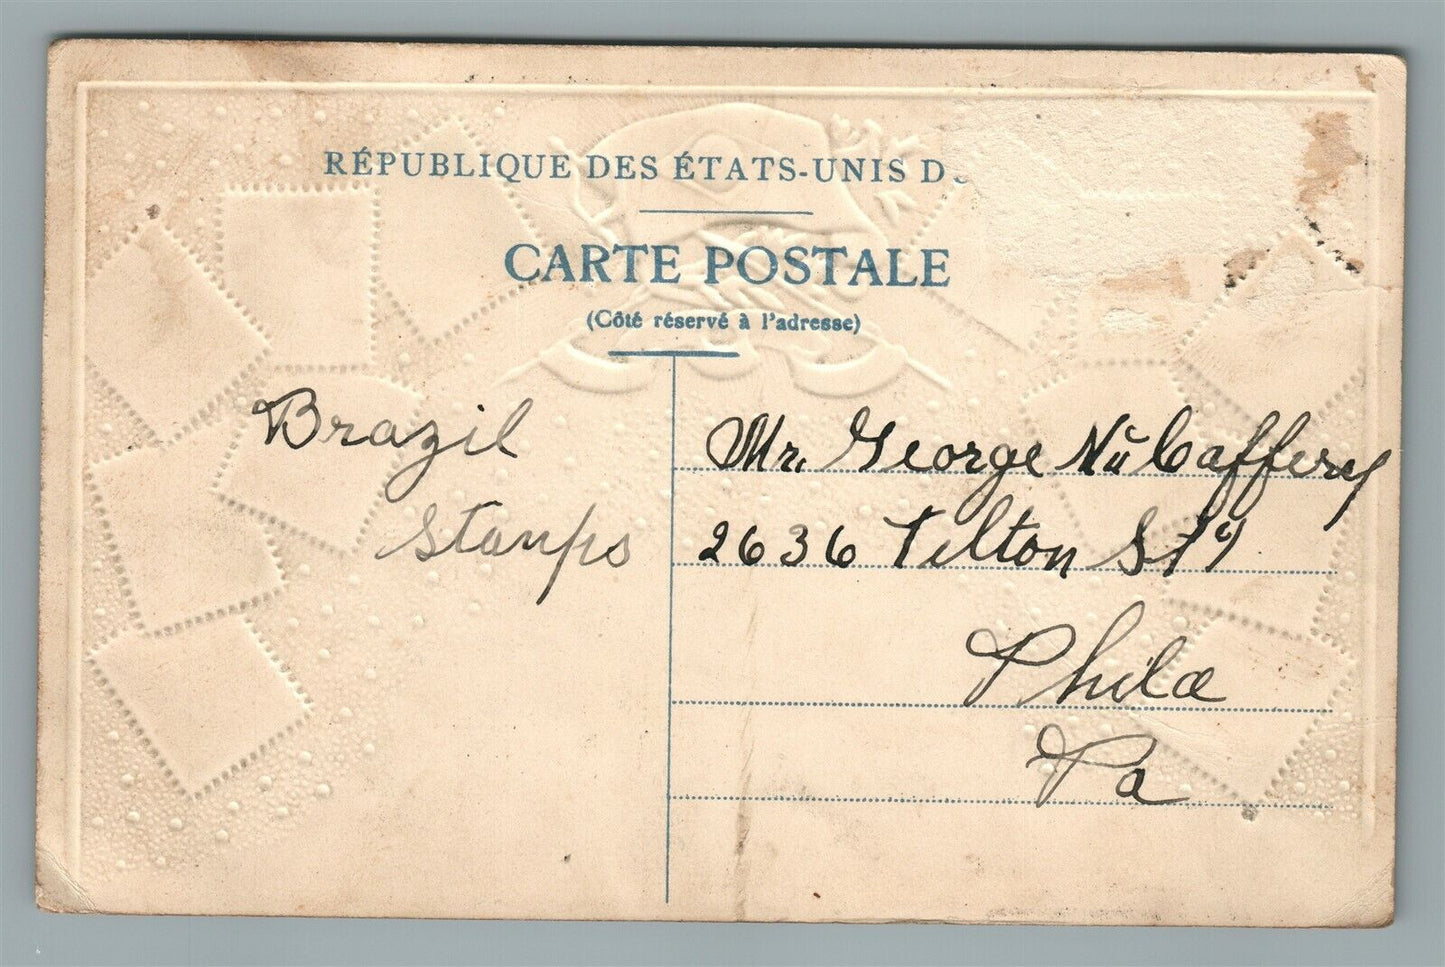 RÉPUBLIQUE DES ÉTATS-UNIS D
CARTE POSTALE
(Côté réservé à l'adresse)
Brazil
Stamps
Mr. George
2636 Tilton St
Phila
Pa